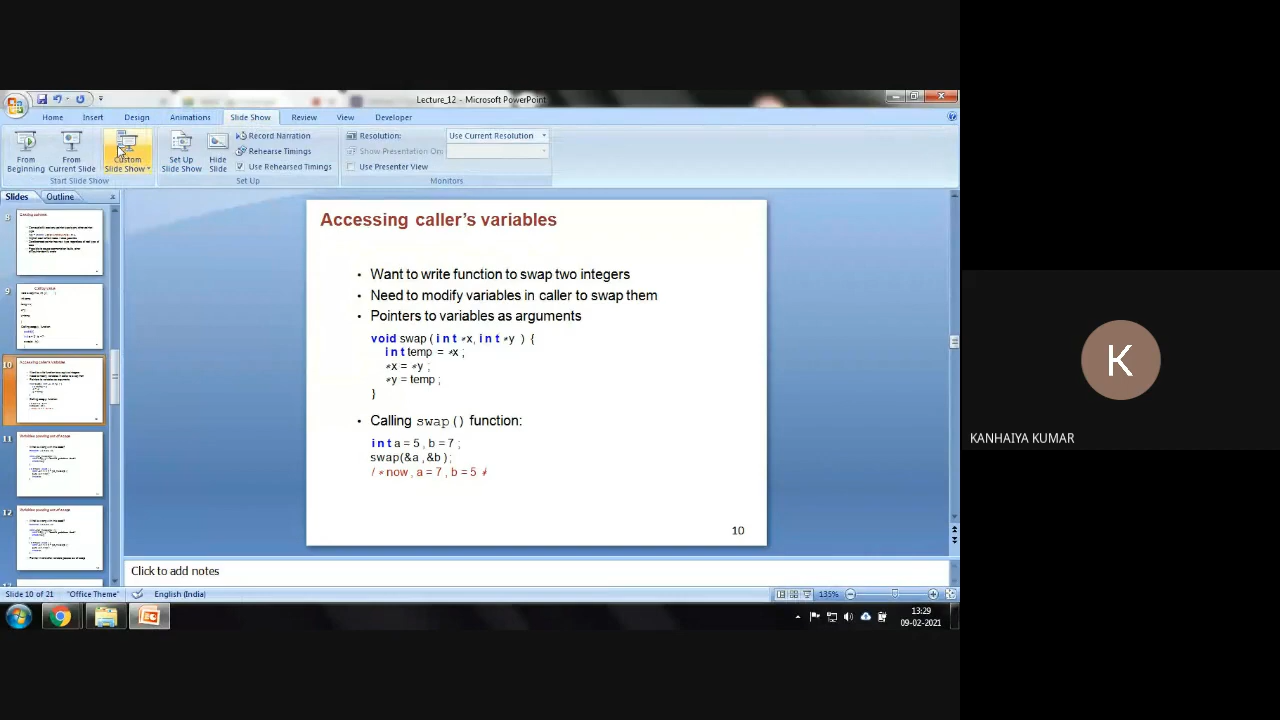 Lecture_12 - Microsoft PowerPoint
Home Insert Design Animations Slide Show Review View Developer
From Beginning
From Current Slide
Custom Slide Show
Start Slide Show
Set Up Slide Show
Hide Slide
Record Narration
Rehearse Timings
Use Rehearsed Timings
Set Up
Resolution: Use Current Resolution
Show Presentation On:
Use Presenter View
Monitors
Slides Outline
8
9
10
11
12
Accessing caller's variables
• Want to write function to swap two integers
• Need to modify variables in caller to swap them
• Pointers to variables as arguments
void swap ( int *x, int *y ) {
int temp = *x ;
*x = *y ;
*y = temp ;
}
• Calling swap() function:
int a = 5 , b = 7 ;
swap(&a , &b ) ;
/ * now , a = 7 , b = 5 */
10
Click to add notes
Slide 10 of 21 "Office Theme" English (India) 135%
13:29
09-02-2021
K
KANHAIYA KUMAR